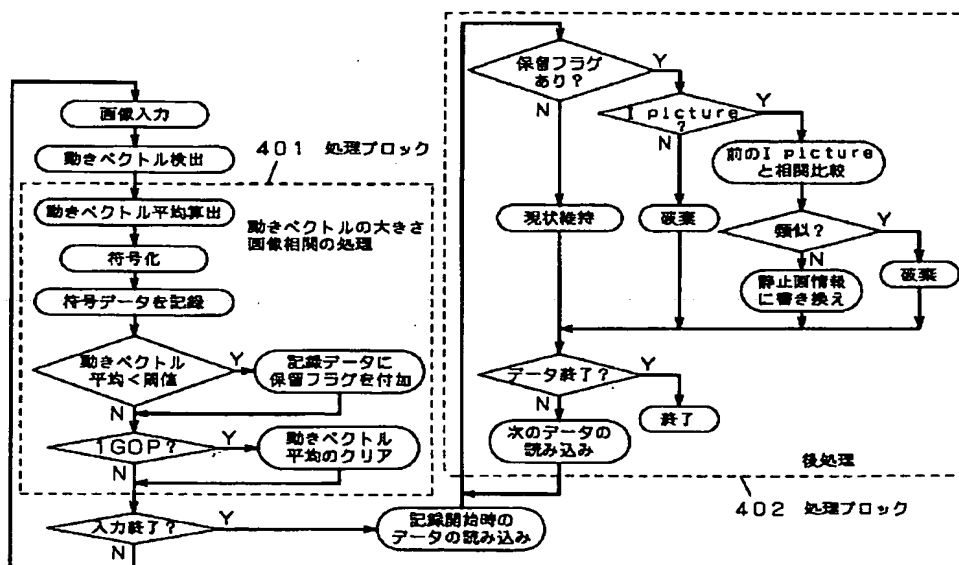 画像入力
動きベクトル検出
401 処理ブロック
動きベクトル平均算出
動きベクトルの大きさ
画像相関の処理
符号化
符号データを記録
動きベクトル
平均<閾値
Y
記録データに
保留フラグを付加
N
1GOP?
Y
動きベクトル
平均のクリア
N
入力終了?
Y
記録開始時の
データの読み込み
N
保留フラグ
あり?
Y
N
I picture
?
Y
N
前のI picture
と相関比較
現状維持
破棄
類似?
Y
N
静止画情報
に書き換え
破棄
データ終了?
Y
N
終了
次のデータの
読み込み
後処理
402 処理ブロック